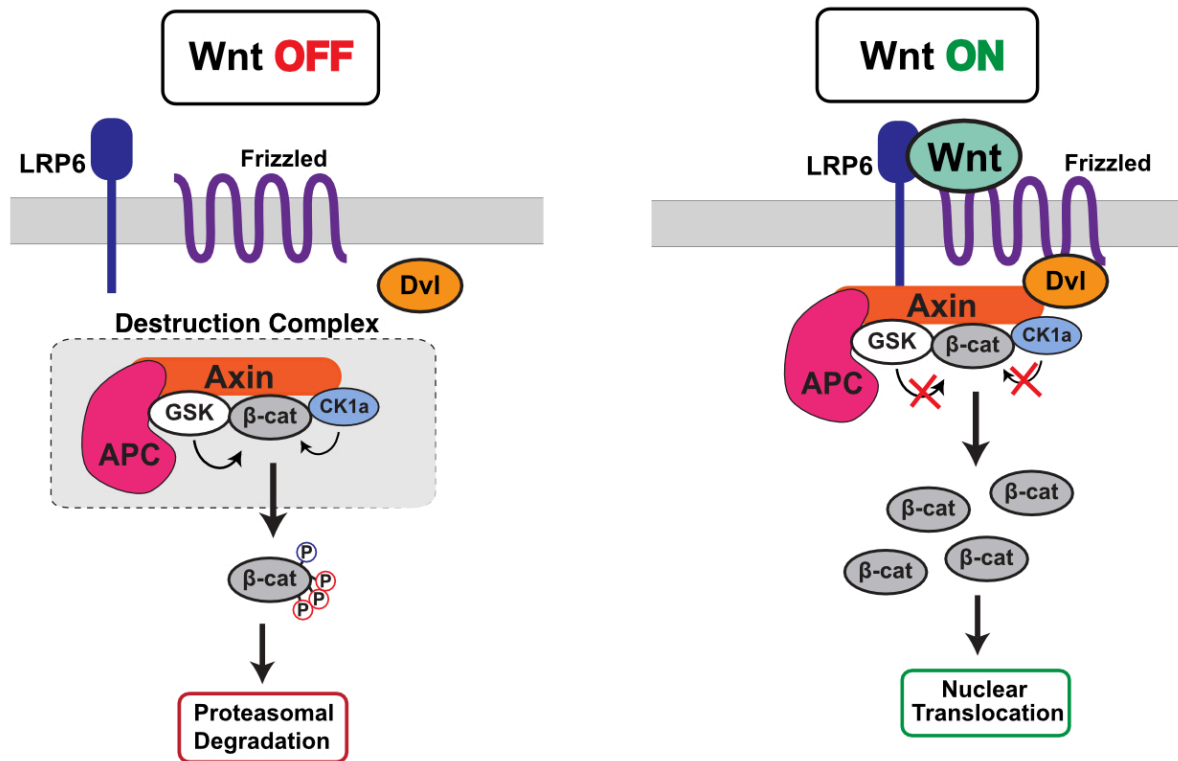 Wnt OFF
LRP6
Frizzled
Dvl
Destruction Complex
Axin
GSK
β-cat
CK1a
APC
β-cat
P
P
P
P
Proteasomal
Degradation
Wnt ON
LRP6
Wnt
Frizzled
Dvl
Axin
GSK
β-cat
CK1a
APC
β-cat
β-cat
β-cat
β-cat
Nuclear
Translocation